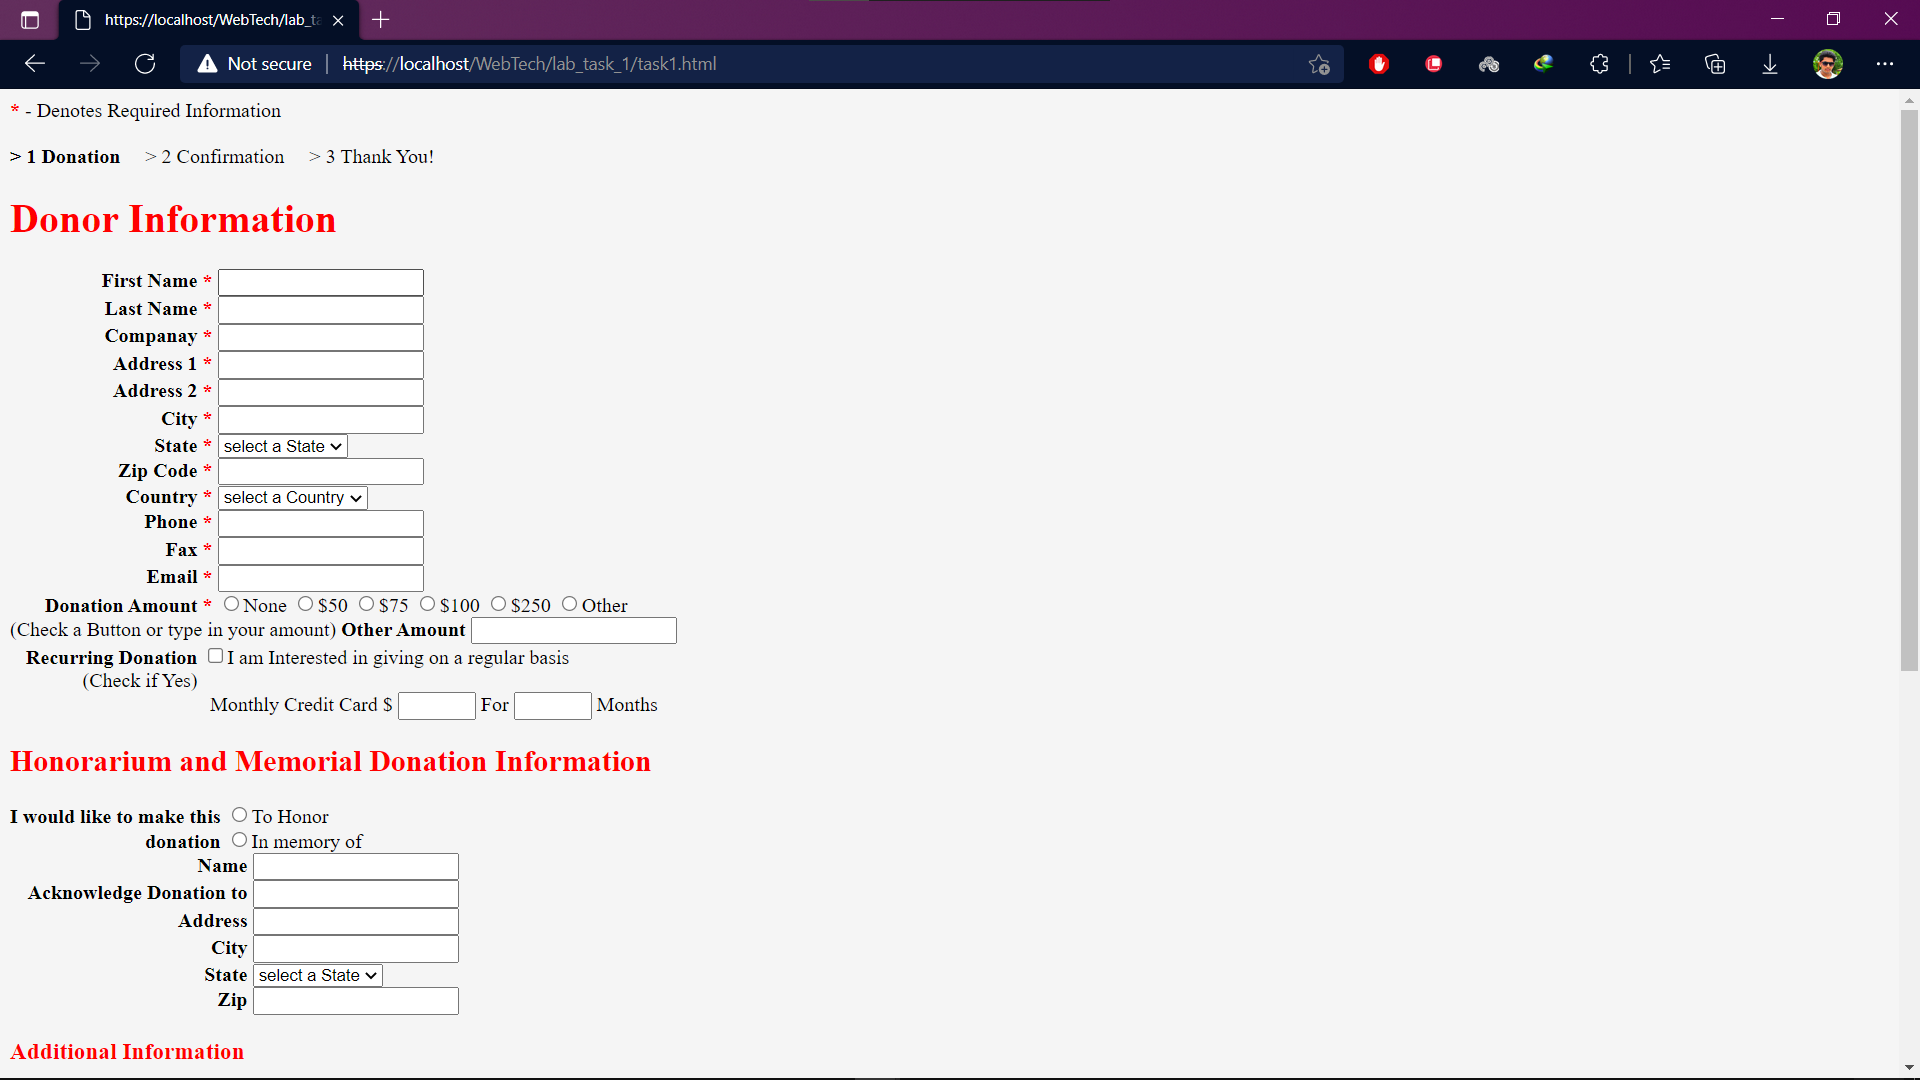 https://localhost/WebTech/lab_ta
Not secure | https://localhost/WebTech/lab_task_1/task1.html
* - Denotes Required Information
> 1 Donation > 2 Confirmation > 3 Thank You!
Donor Information
First Name *
Last Name *
Companay *
Address 1 *
Address 2 *
City *
State * select a State
Zip Code *
Country * select a Country
Phone *
Fax *
Email *
Donation Amount * None $50 $75 $100 $250 Other
(Check a Button or type in your amount) Other Amount
Recurring Donation I am Interested in giving on a regular basis
(Check if Yes)
Monthly Credit Card $ For Months
Honorarium and Memorial Donation Information
I would like to make this To Honor
donation In memory of
Name
Acknowledge Donation to
Address
City
State select a State
Zip
Additional Information